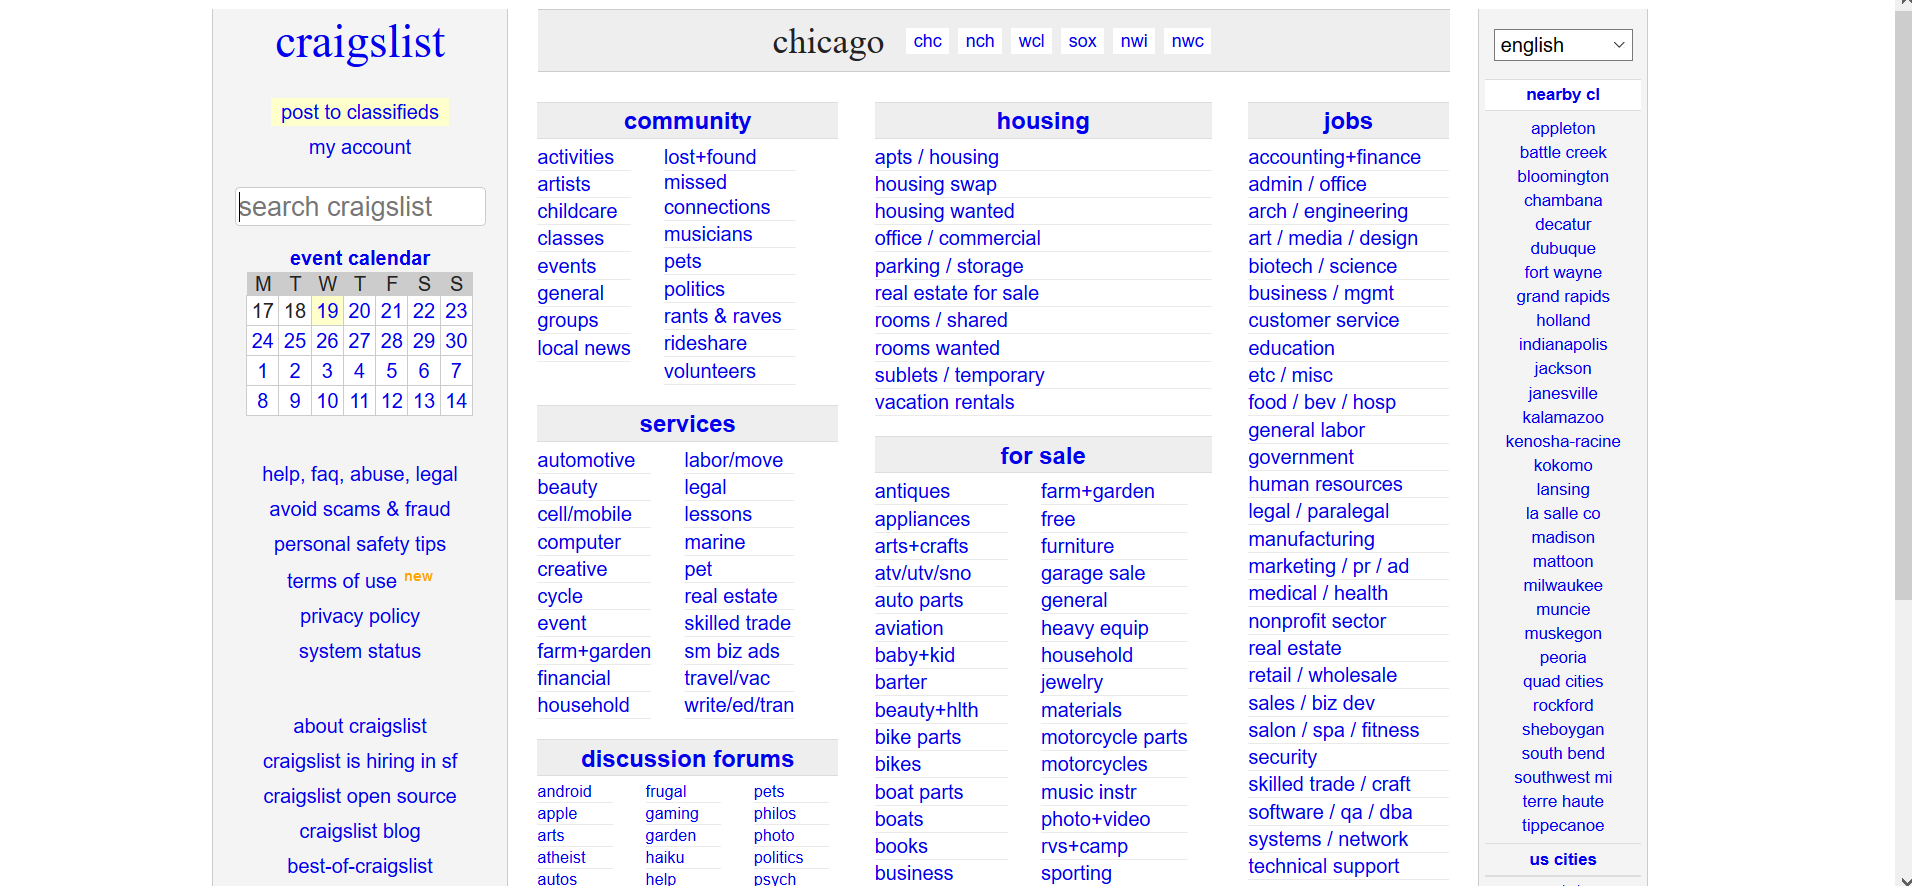 craigslist
post to classifieds
my account
search craigslist
event calendar
M T W T F S S
17 18 19 20 21 22 23
24 25 26 27 28 29 30
1 2 3 4 5 6 7
8 9 10 11 12 13 14
help, faq, abuse, legal
avoid scams & fraud
personal safety tips
terms of use new
privacy policy
system status
about craigslist
craigslist is hiring in sf
craigslist open source
craigslist blog
best-of-craigslist
chicago chc nch wcl sox nwi nwc
community
activities
artists
childcare
classes
events
general
groups
local news
lost+found
missed
connections
musicians
pets
politics
rants & raves
rideshare
volunteers
services
automotive
beauty
cell/mobile
computer
creative
cycle
event
farm+garden
financial
household
labor/move
legal
lessons
marine
pet
real estate
skilled trade
sm biz ads
travel/vac
write/ed/tran
discussion forums
android
apple
arts
atheist
autos
frugal
gaming
garden
haiku
help
pets
philos
photo
politics
psych
housing
apts / housing
housing swap
housing wanted
office / commercial
parking / storage
real estate for sale
rooms / shared
rooms wanted
sublets / temporary
vacation rentals
for sale
antiques
appliances
arts+crafts
atv/utv/sno
auto parts
aviation
baby+kid
barter
beauty+hlth
bike parts
bikes
boat parts
boats
books
business
farm+garden
free
furniture
garage sale
general
heavy equip
household
jewelry
materials
motorcycle parts
motorcycles
music instr
photo+video
rvs+camp
sporting
jobs
accounting+finance
admin / office
arch / engineering
art / media / design
biotech / science
business / mgmt
customer service
education
etc / misc
food / bev / hosp
general labor
government
human resources
legal / paralegal
manufacturing
marketing / pr / ad
medical / health
nonprofit sector
real estate
retail / wholesale
sales / biz dev
salon / spa / fitness
security
skilled trade / craft
software / qa / dba
systems / network
technical support
english
nearby cl
appleton
battle creek
bloomington
chambana
decatur
dubuque
fort wayne
grand rapids
holland
indianapolis
jackson
janesville
kalamazoo
kenosha-racine
kokomo
lansing
la salle co
madison
mattoon
milwaukee
muncie
muskegon
peoria
quad cities
rockford
sheboygan
south bend
southwest mi
terre haute
tippecanoe
us cities